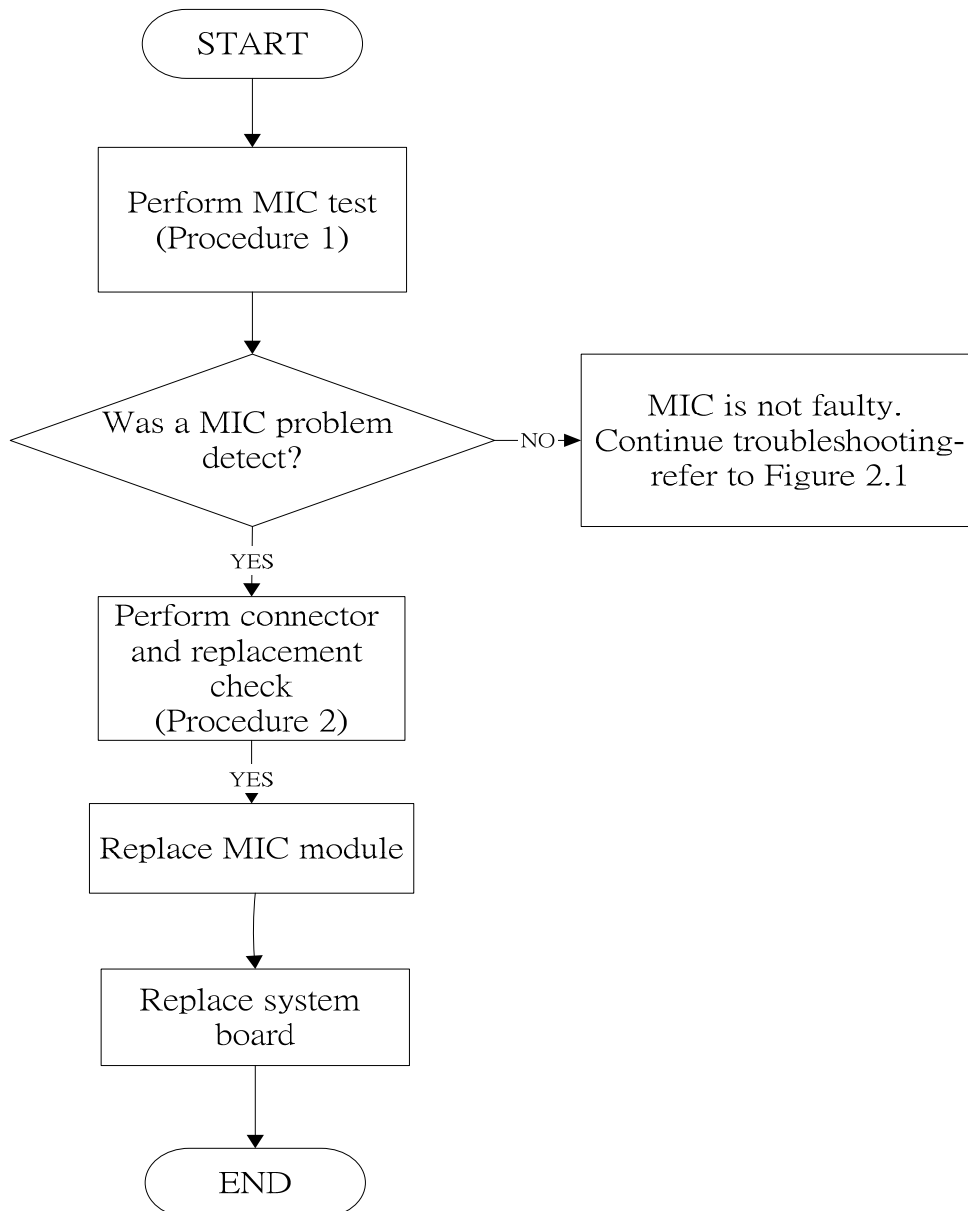 START
Perform MIC test
(Procedure 1)
Was a MIC problem
detect?
NO
MIC is not faulty.
Continue troubleshooting-
refer to Figure 2.1
YES
Perform connector
and replacement
check
(Procedure 2)
YES
Replace MIC module
Replace system
board
END